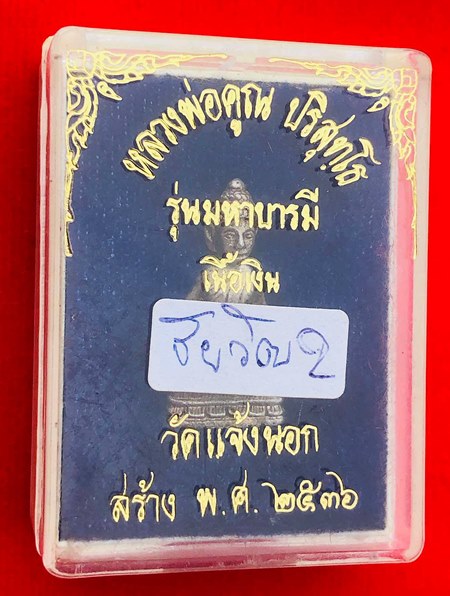 หลวงพ่อคูณ ปริสุทฺโธ
รุ่นมหาบารมี
เนื้อเงิน
ชัยวัฒน์
วัดแจ้งนอก
สร้าง พ.ศ. ๒๕๓๖